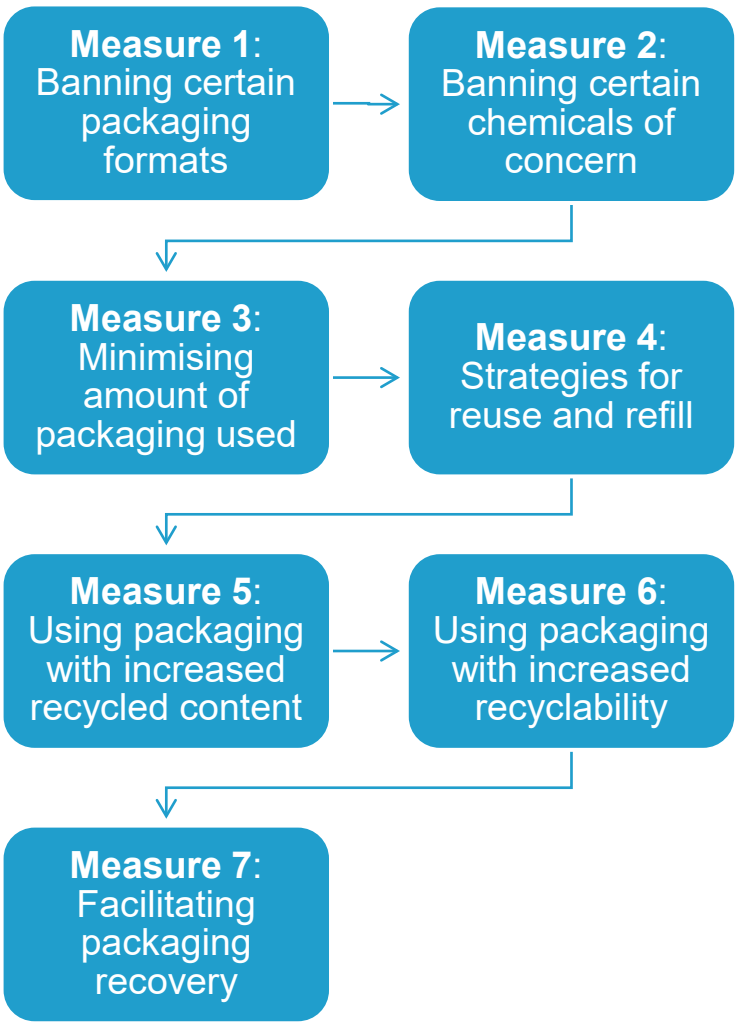 Measure 1:
Banning certain
packaging
formats
Measure 2:
Banning certain
chemicals of
concern
Measure 3:
Minimising
amount of
packaging used
Measure 4:
Strategies for
reuse and refill
Measure 5:
Using packaging
with increased
recycled content
Measure 6:
Using packaging
with increased
recyclability
Measure 7:
Facilitating
packaging
recovery